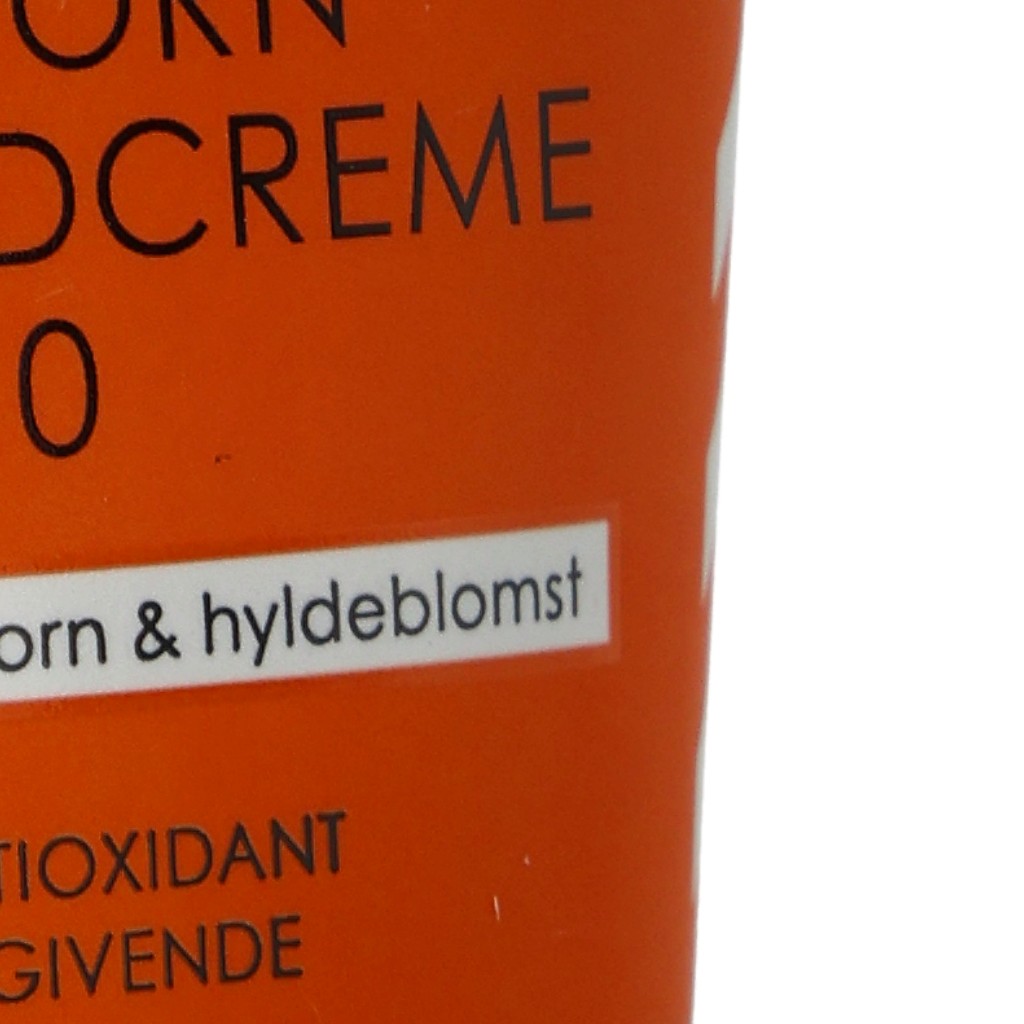 ORN
DCREME
0
orn & hyldeblomst
TIOXIDANT
GIVENDE